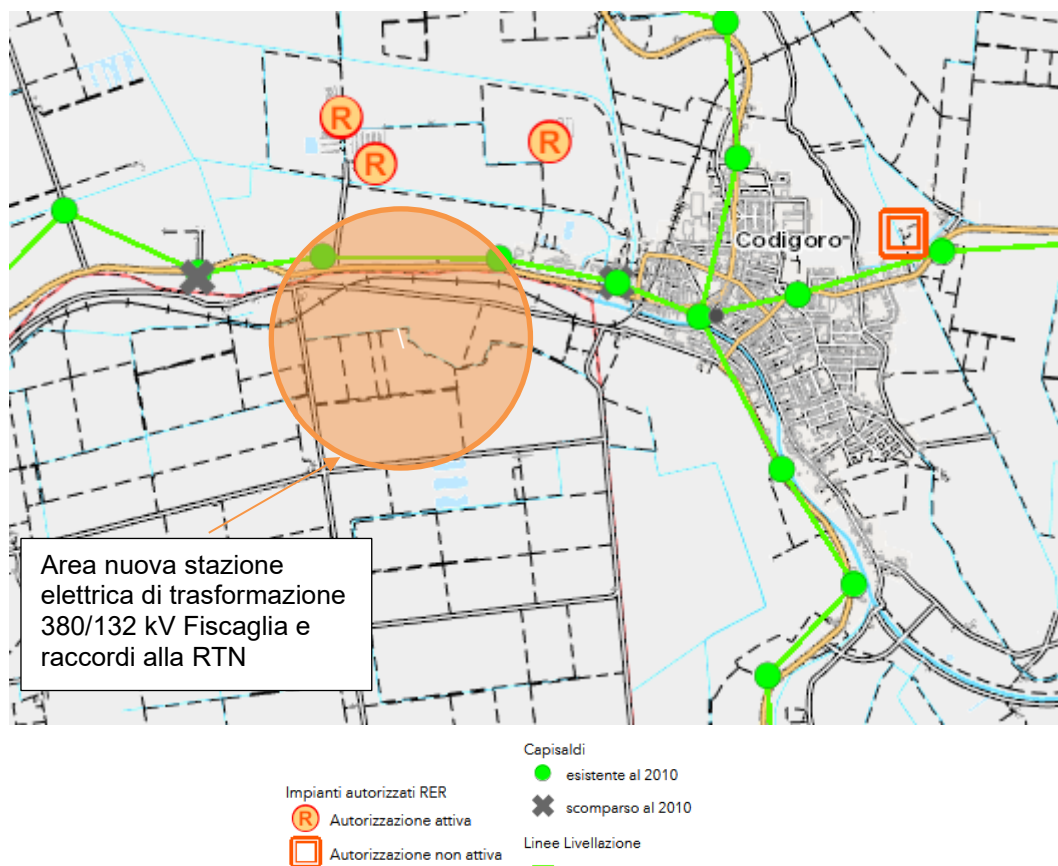 R
R
R
Codigoro
Area nuova stazione
elettrica di trasformazione
380/132 kV Fiscaglia e
raccordi alla RTN
Capisaldi
esistente al 2010
scomparso al 2010
Impianti autorizzati RER
R Autorizzazione attiva
Autorizzazione non attiva
Linee Livellazione